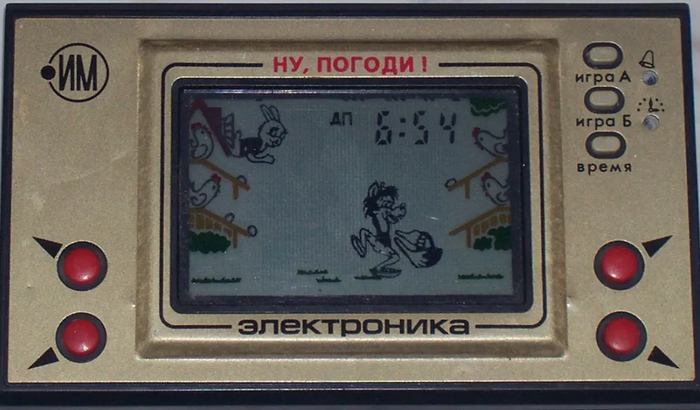 ИМ
НУ, ПОГОДИ !
игра А
ДП 6:54
игра Б
время
электроника